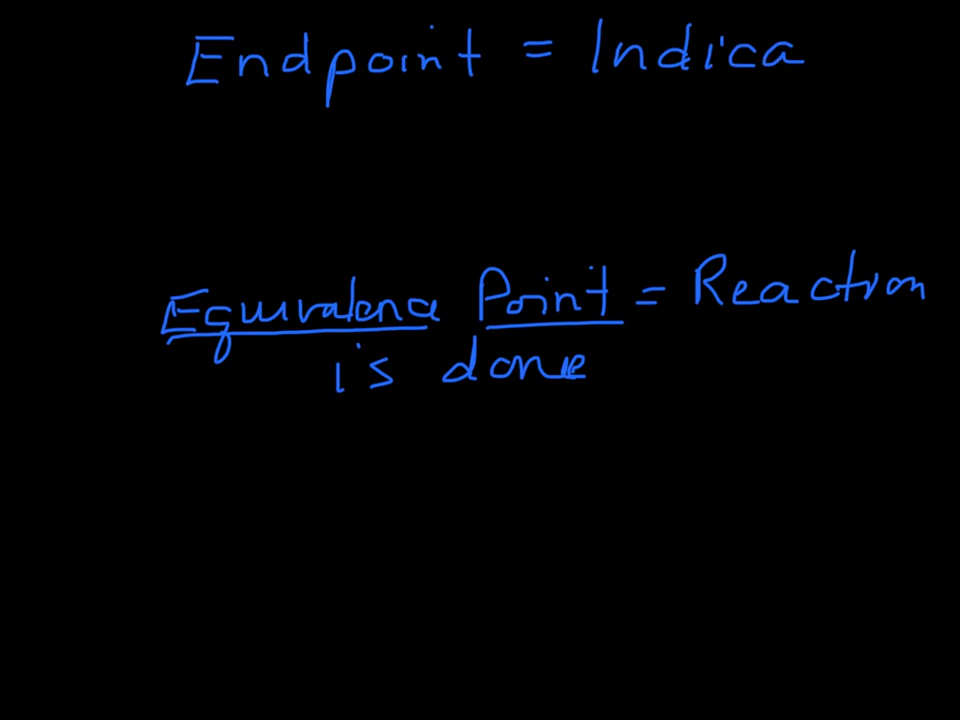 Endpoint = Indica
Equivalence Point = Reaction
is done